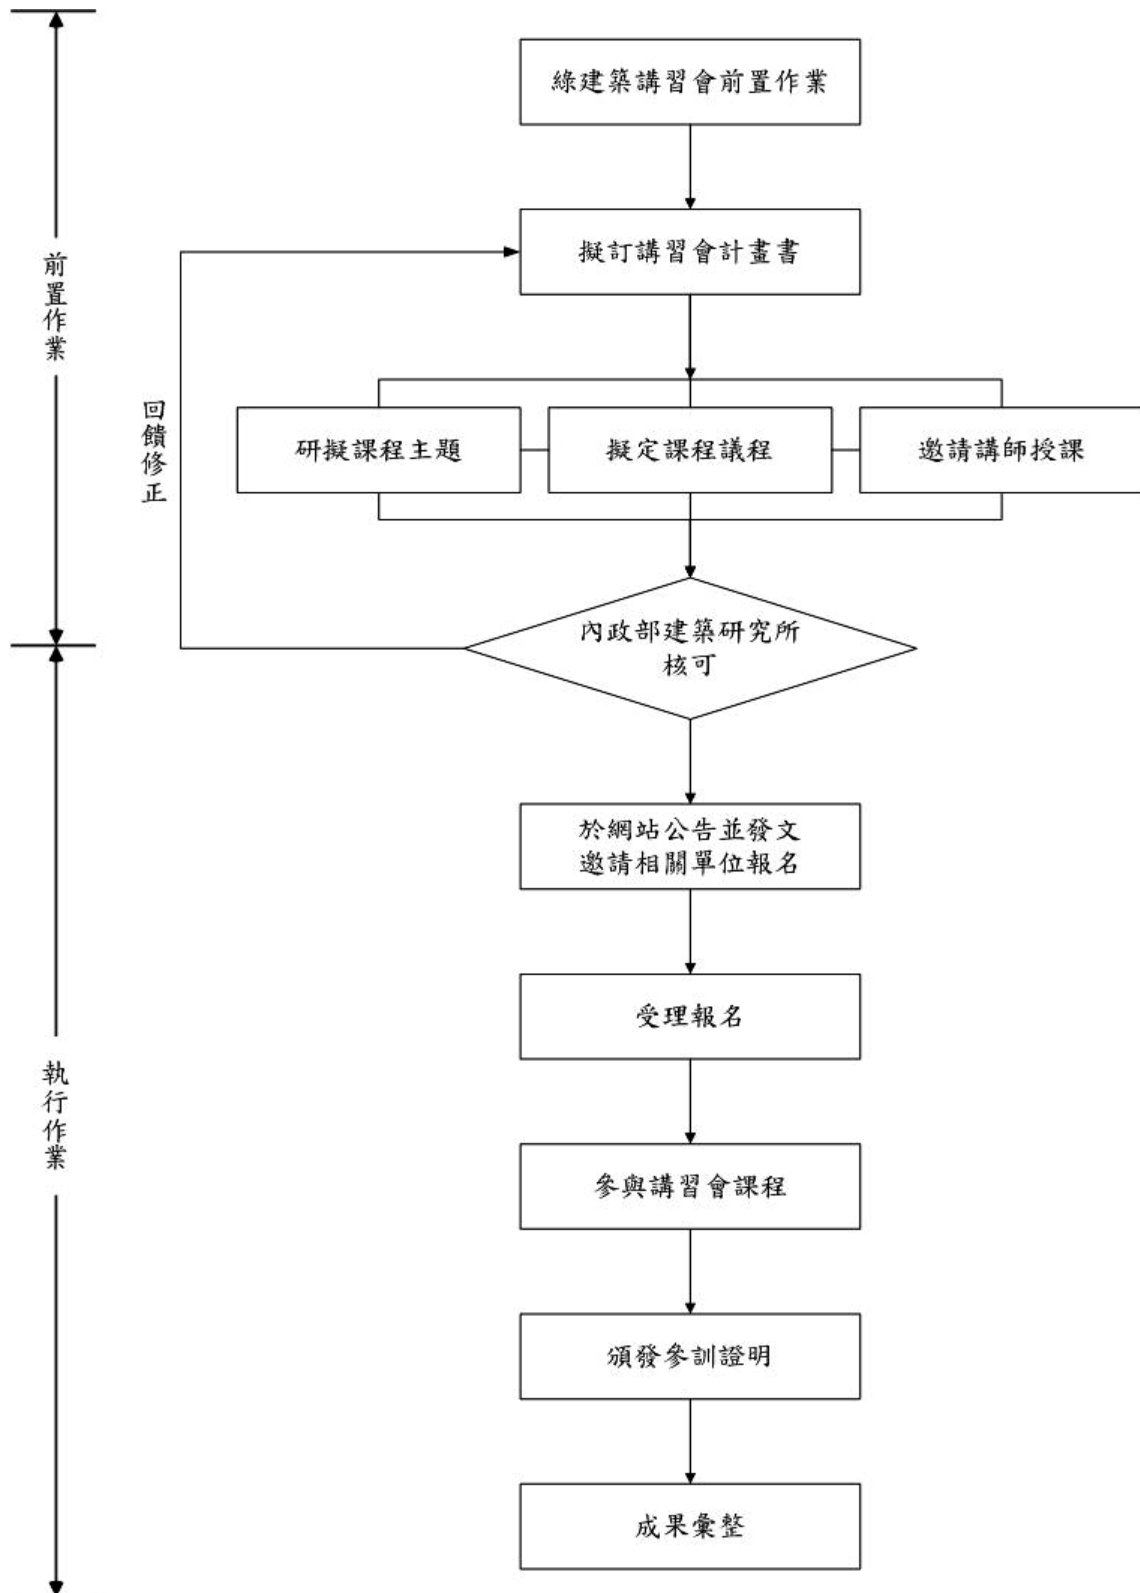 綠建築講習會前置作業
擬訂講習會計畫書
前置作業
回饋修正
研擬課程主題
擬定課程議程
邀請講師授課
內政部建築研究所
核可
於網站公告並發文
邀請相關單位報名
受理報名
執行作業
參與講習會課程
頒發參訓證明
成果彙整